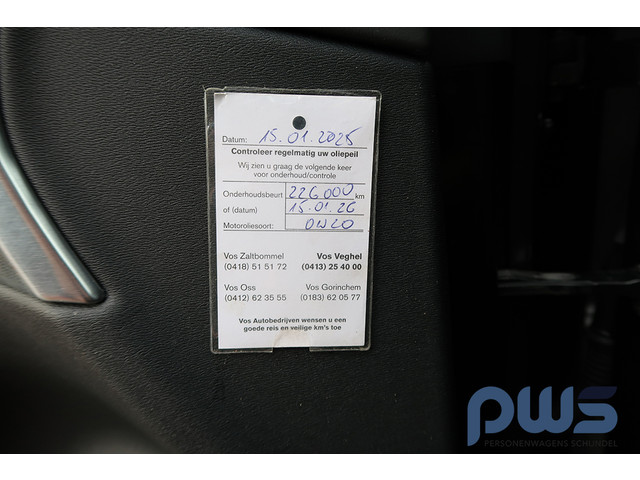 Datum: 15.01.2025
Controleer regelmatig uw oliepeil
Wij zien u graag de volgende keer
voor onderhoud/controle
Onderhoudsbeurt 226 000 km
of (datum) 15.01.26
Motoroliesoort: 0W20
Vos Zaltbommel Vos Veghel
(0418) 51 51 72 (0413) 25 40 00
Vos Oss Vos Gorinchem
(0412) 62 35 55 (0183) 62 05 77
Vos Autobedrijven wensen u een
goede reis en veilige km's toe
PWS
PERSONENWAGENS SCHIJNDEL